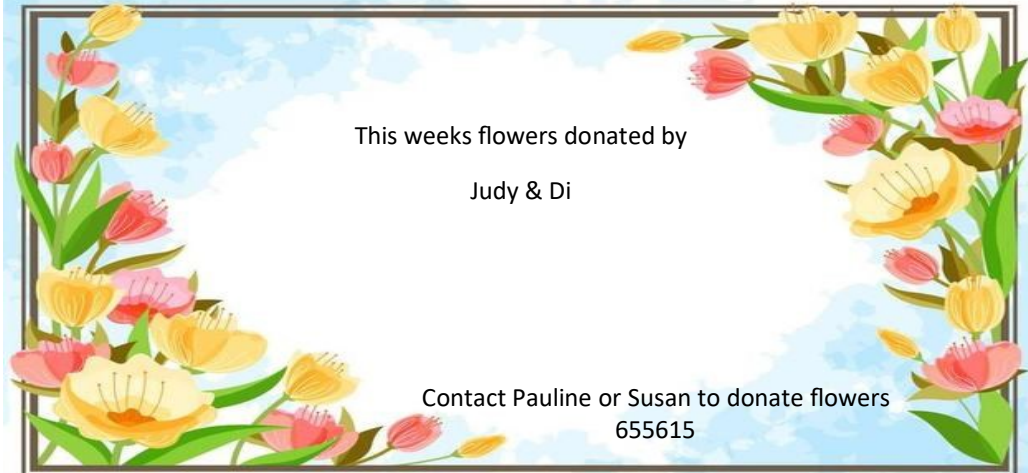 This weeks flowers donated by
Judy & Di
Contact Pauline or Susan to donate flowers
655615